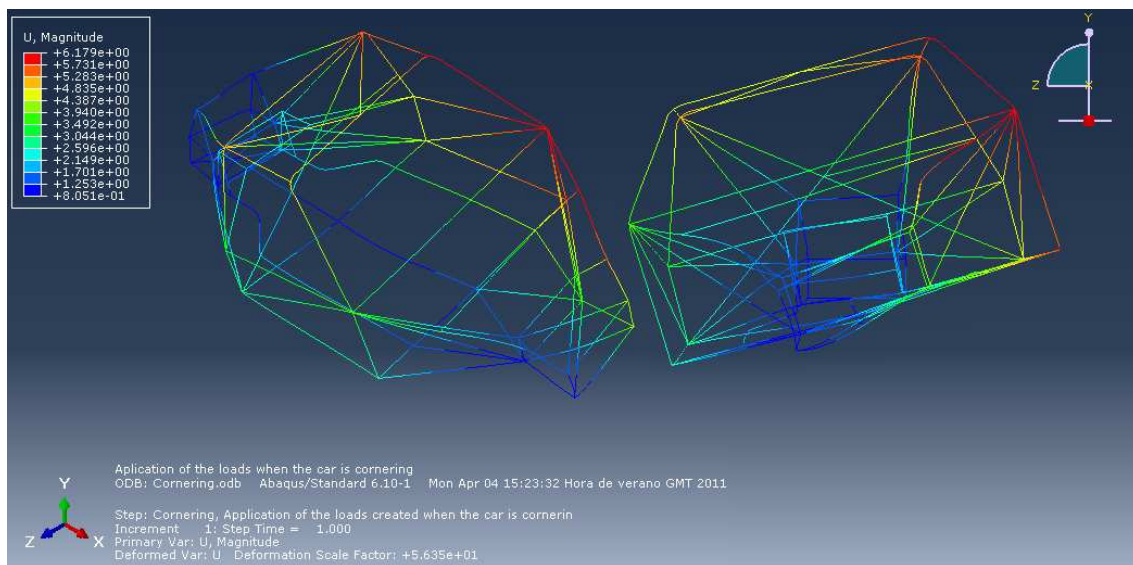 U, Magnitude
+6.179e+00
+5.731e+00
+5.283e+00
+4.835e+00
+4.387e+00
+3.940e+00
+3.492e+00
+3.044e+00
+2.596e+00
+2.149e+00
+1.701e+00
+1.253e+00
+8.051e-01
Y
Z
X
Aplication of the loads when the car is cornering
ODB: Cornering.odb Abaqus/Standard 6.10-1 Mon Apr 04 15:23:32 Hora de verano GMT 2011
Step: Cornering, Application of the loads created when the car is cornerin
Increment 1: Step Time = 1.000
Primary Var: U, Magnitude
Deformed Var: U Deformation Scale Factor: +5.635e+01
Y
Z
X